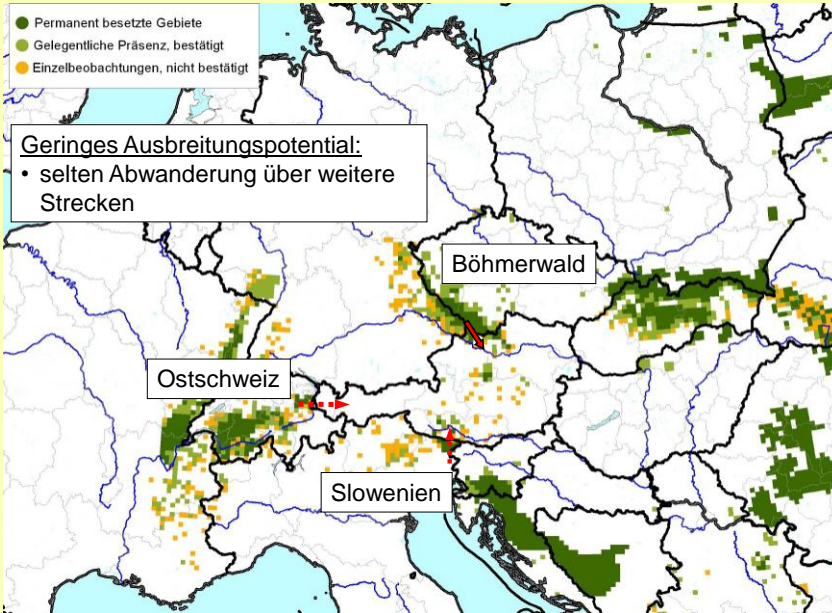 Permanent besetzte Gebiete
Gelegentliche Präsenz, bestätigt
Einzelbeobachtungen, nicht bestätigt
Geringes Ausbreitungspotential:
• selten Abwanderung über weitere
Strecken
Böhmerwald
Ostschweiz
Slowenien